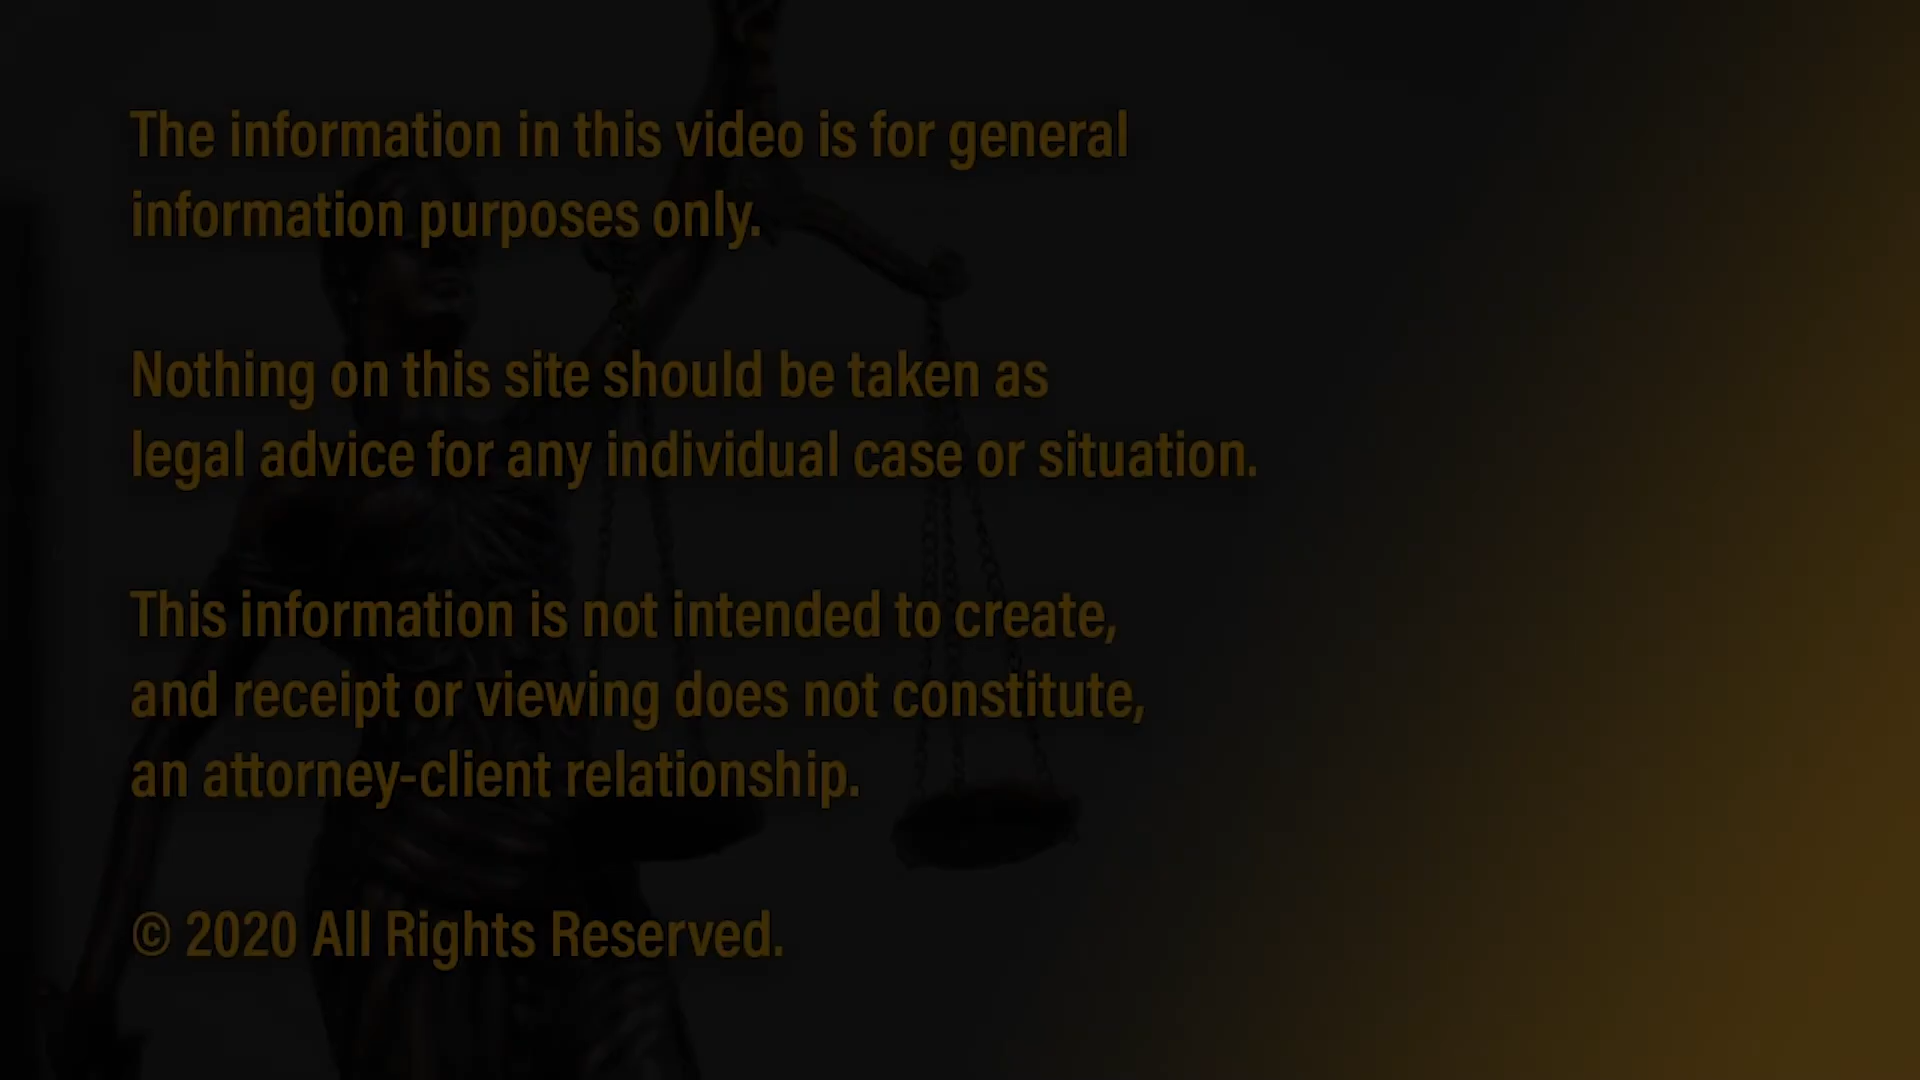 The information in this video is for general
information purposes only.
Nothing on this site should be taken as
legal advice for any individual case or situation.
This information is not intended to create,
and receipt or viewing does not constitute,
an attorney-client relationship.
© 2020 All Rights Reserved.